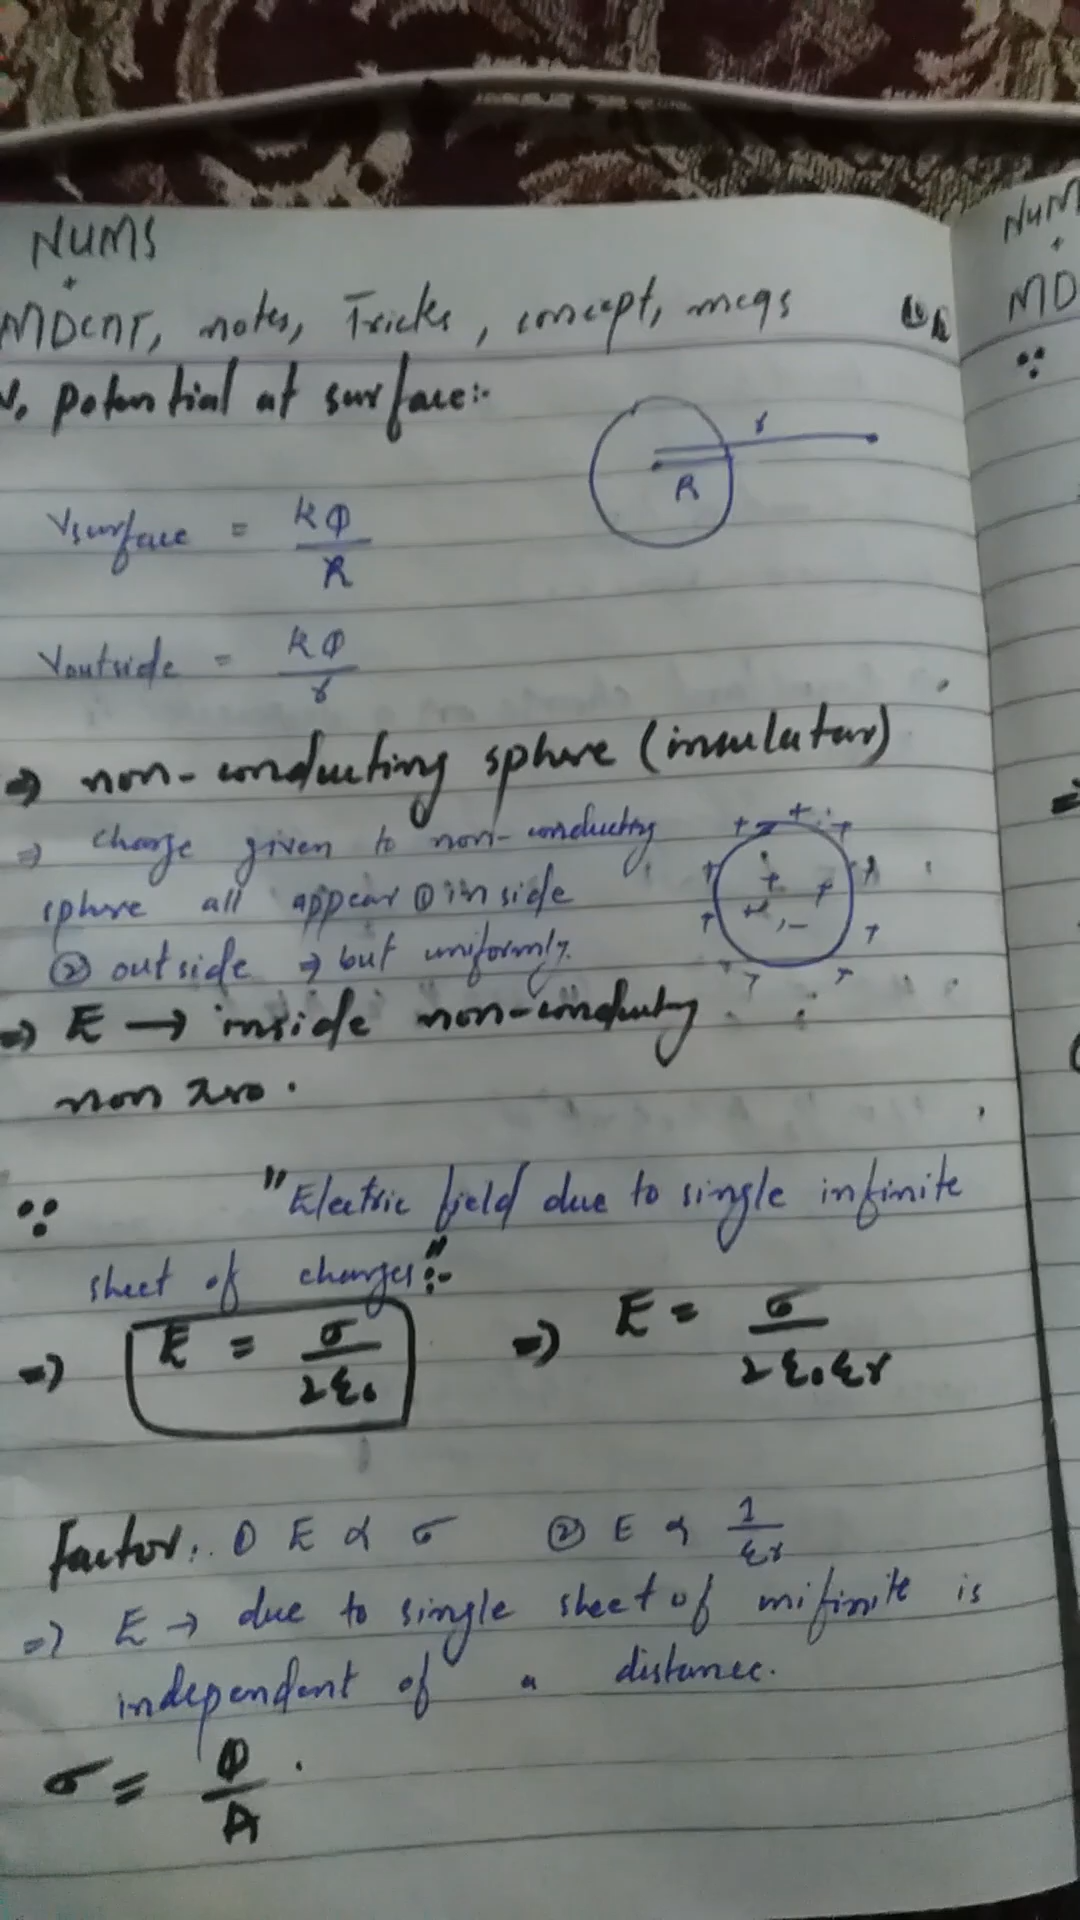 NUMS
+
MDCAT, notes, Tricks, concept, mcqs
V. potential at surface:-
r
R
Vsurface = kQ/R
Voutside = kQ/r
⇒ non-conducting sphere (insulator)
⇒ charge given to non-conducting
sphere all appear ① inside
② outside → but uniformly.
⇒ E → inside non-conducting
non zero.
"Electric field due to single infinite
sheet of charges":-
⇒ E = σ/2ε₀ ⇒ E = σ/2ε₀εr
factor: ① E ∝ σ ② E ∝ 1/εr
⇒ E → due to single sheet of infinite is
independent of a distance.
σ = Q/A.
NUM
+
MD